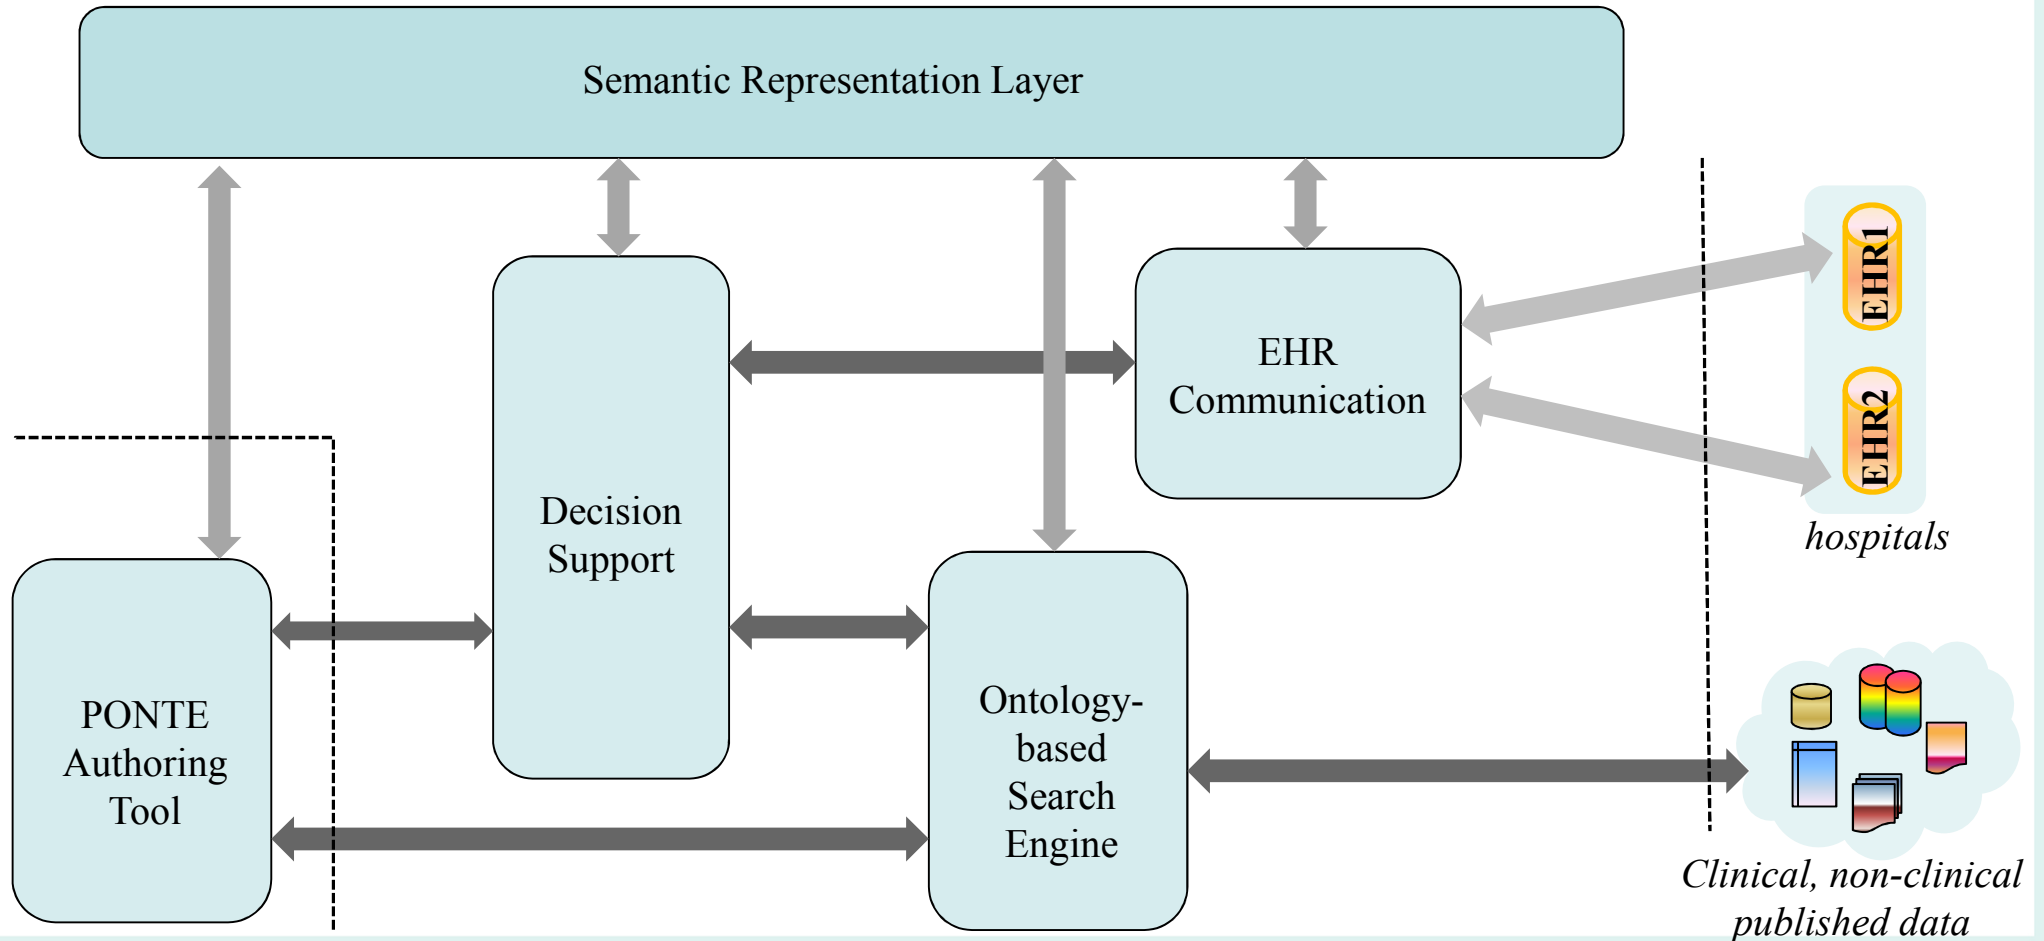 Semantic Representation Layer
EHR
Communication
EHR1
EHR2
hospitals
Decision
Support
PONTE
Authoring
Tool
Ontology-
based
Search
Engine
Clinical, non-clinical
published data